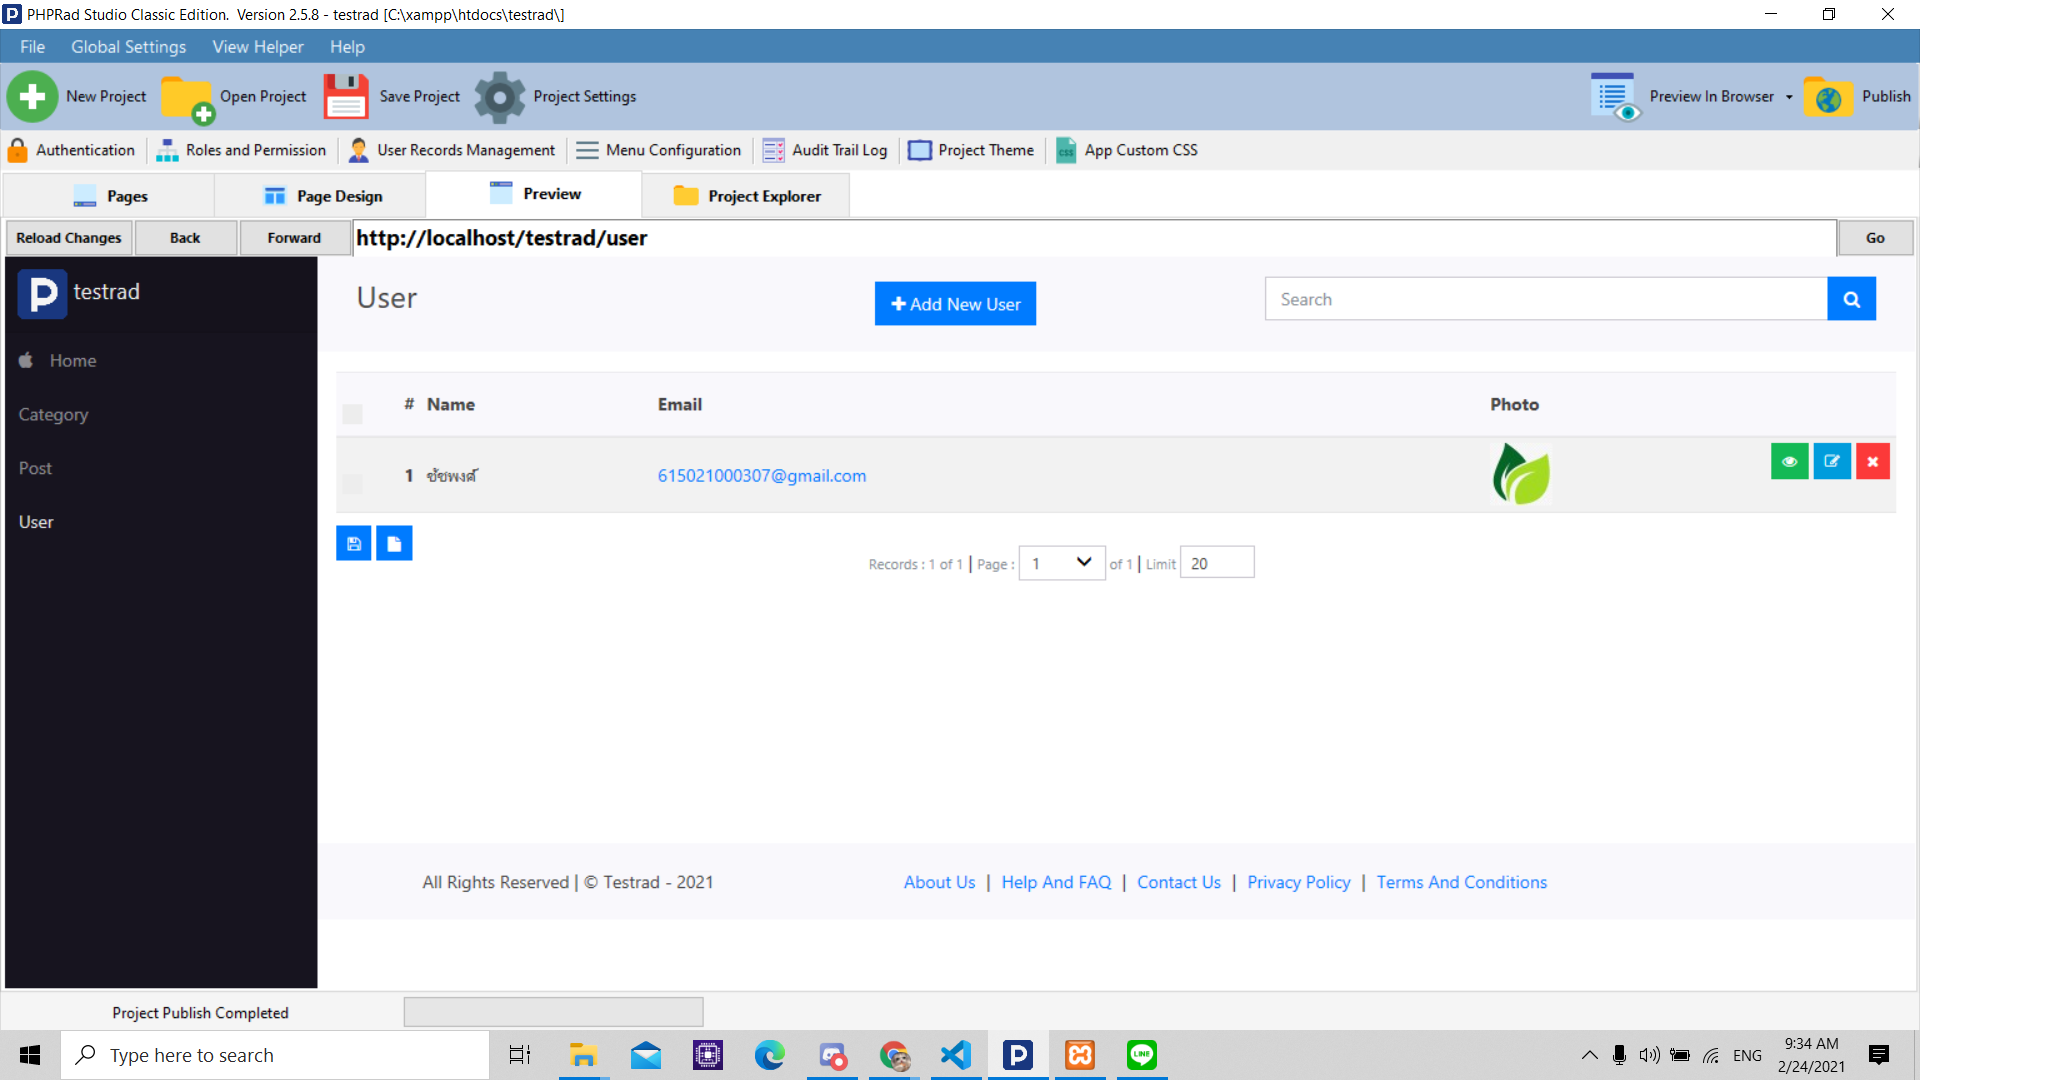 PHPRad Studio Classic Edition.  Version 2.5.8 - testrad [C:\xampp\htdocs\testrad\]
File Global Settings View Helper Help
New Project Open Project Save Project Project Settings Preview In Browser Publish
Authentication Roles and Permission User Records Management Menu Configuration Audit Trail Log Project Theme App Custom CSS
Pages Page Design Preview Project Explorer
Reload Changes Back Forward http://localhost/testrad/user Go
testrad
Home
Category
Post
User
User Add New User Search
# Name Email Photo
1 ชัชพงศ์ 615021000307@gmail.com
Records : 1 of 1 | Page : 1 of 1 | Limit 20
All Rights Reserved | © Testrad - 2021 About Us | Help And FAQ | Contact Us | Privacy Policy | Terms And Conditions
Project Publish Completed
Type here to search ENG 9:34 AM
2/24/2021